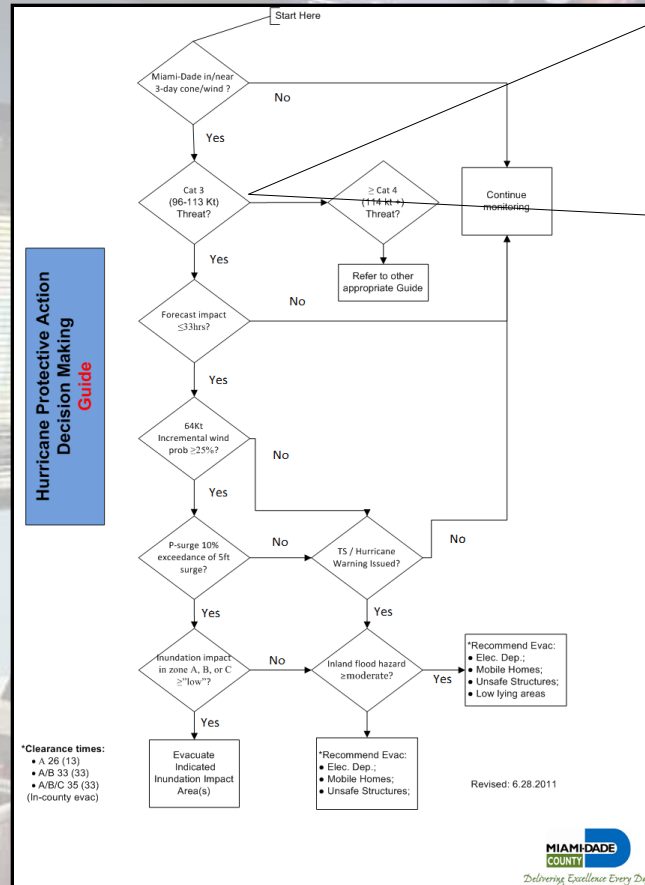 Start Here
Miami-Dade in/near
3-day cone/wind ?
No
Yes
Cat 3
(96-113 Kt)
Threat?
≥ Cat 4
(114 kt +)
Threat?
Continue
monitoring
Yes
Refer to other
appropriate Guide
Hurricane Protective Action
Decision Making
Guide
Forecast impact
≤33hrs?
No
Yes
64Kt
Incremental wind
prob ≥25%?
No
Yes
P-surge 10%
exceedance of 5ft
surge?
No
TS / Hurricane
Warning Issued?
No
Yes
Yes
Inundation impact
in zone A, B, or C
≥"low"?
No
Inland flood hazard
≥moderate?
Yes
*Recommend Evac:
● Elec. Dep.;
● Mobile Homes;
● Unsafe Structures;
● Low lying areas
Yes
*Clearance times:
• A 26 (13)
• A/B 33 (33)
• A/B/C 35 (33)
(In-county evac)
Evacuate
Indicated
Inundation Impact
Area(s)
*Recommend Evac:
● Elec. Dep.;
● Mobile Homes;
● Unsafe Structures;
Revised: 6.28.2011
MIAMI-DADE
COUNTY
Delivering Excellence Every